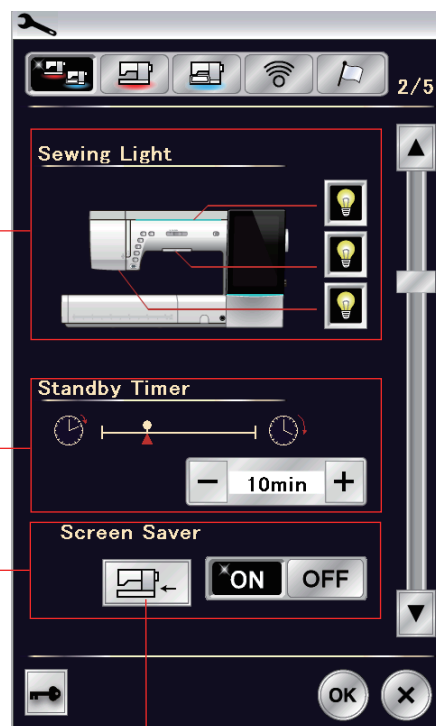 2/5
Sewing Light
Standby Timer
10min
Screen Saver
ON OFF
OK